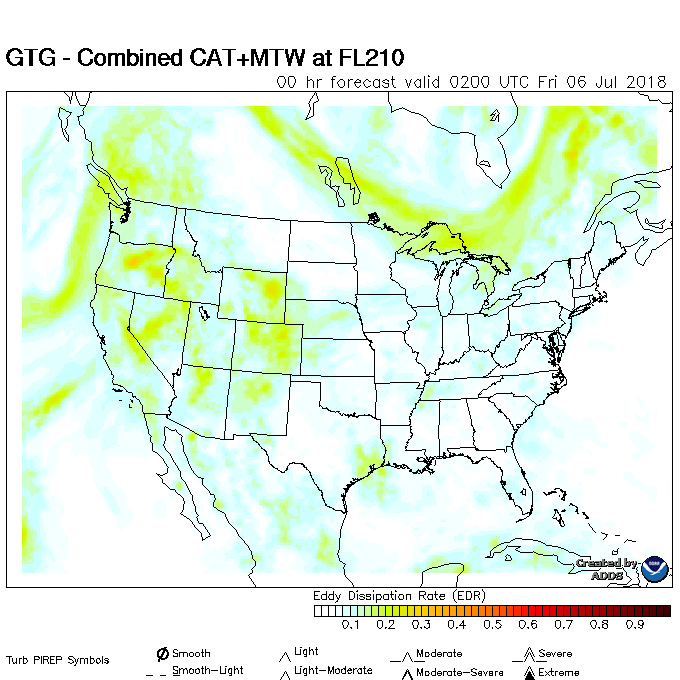 GTG - Combined CAT+MTW at FL210
00 hr forecast valid 0200 UTC Fri 06 Jul 2018
Created by
ADDS
Eddy Dissipation Rate (EDR)
0.1 0.2 0.3 0.4 0.5 0.6 0.7 0.8 0.9
Turb PIREP Symbols
Smooth
Smooth-Light
Light
Light-Moderate
Moderate
Moderate-Severe
Severe
Extreme